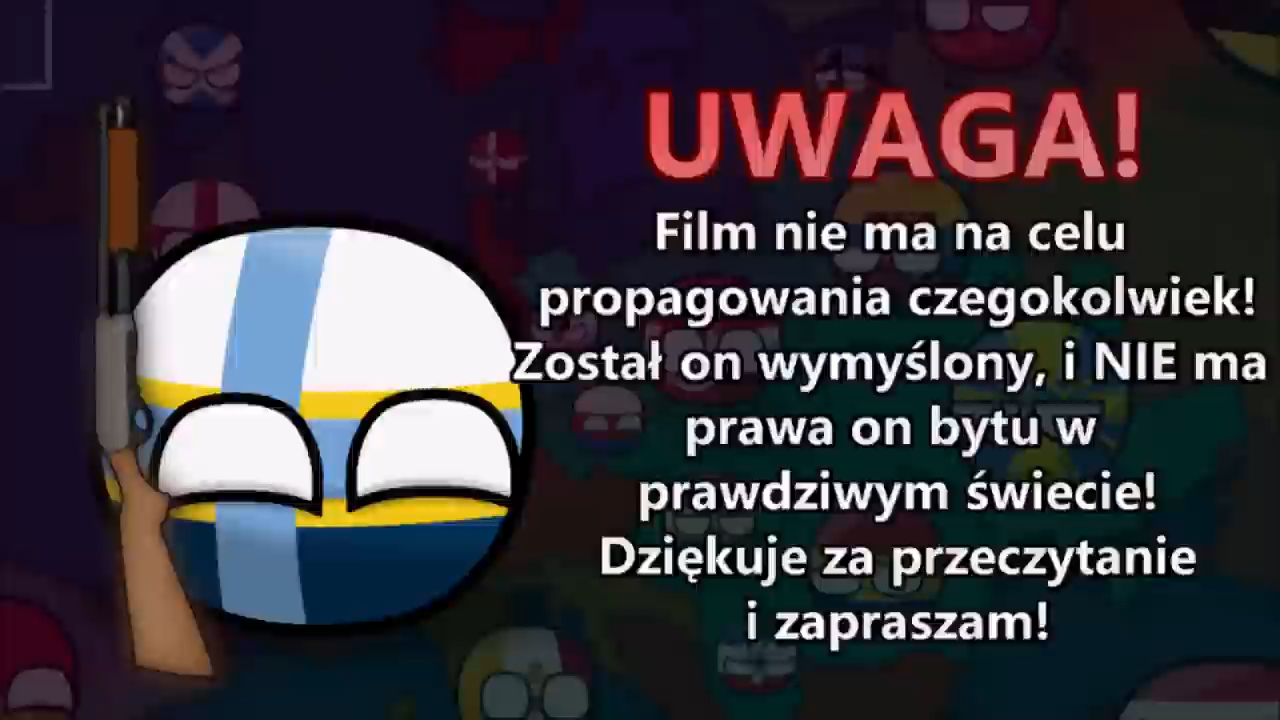 UWAGA!
Film nie ma na celu
propagowania czegokolwiek!
Został on wymyślony, i NIE ma
prawa on bytu w
prawdziwym świecie!
Dziękuje za przeczytanie
i zapraszam!